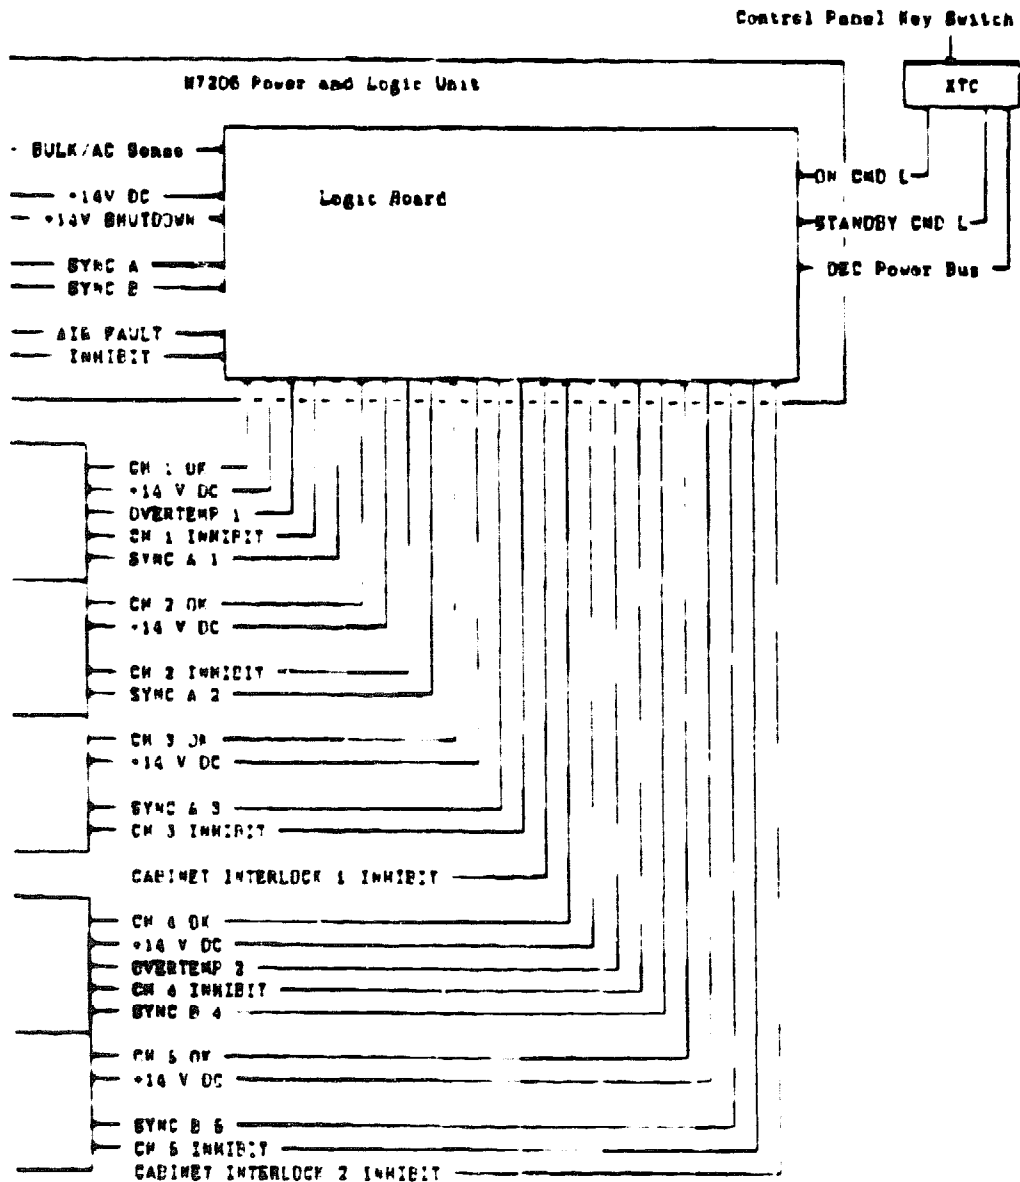 Control Panel Key Switch
XTC
H7206 Power and Logic Unit
Logic Board
BULK/AC Sense
+14V DC
+14V SHUTDOWN
SYNC A
SYNC B
AIR FAULT
INHIBIT
ON CMD L
STANDBY CMD L
DEC Power Bus
CH 1 OK
+14 V DC
OVERTEMP 1
CH 1 INHIBIT
SYNC A 1
CH 2 OK
+14 V DC
CH 2 INHIBIT
SYNC A 2
CH 3 OK
+14 V DC
SYNC A 3
CH 3 INHIBIT
CABINET INTERLOCK 1 INHIBIT
CH 4 OK
+14 V DC
OVERTEMP 2
CH 4 INHIBIT
SYNC B 4
CH 5 OK
+14 V DC
SYNC B 5
CH 5 INHIBIT
CABINET INTERLOCK 2 INHIBIT